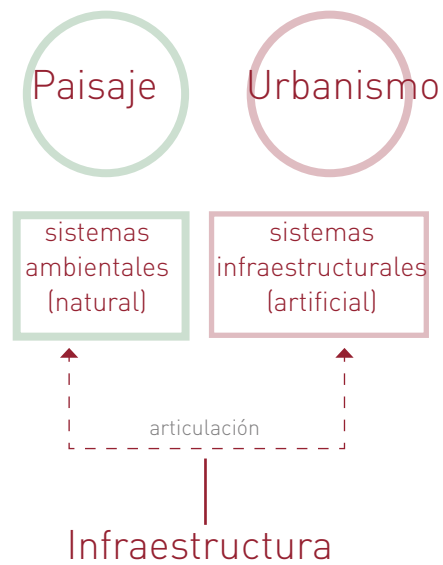 Paisaje
Urbanismo
sistemas
ambientales
(natural)
sistemas
infraestructurales
(artificial)
articulación
Infraestructura